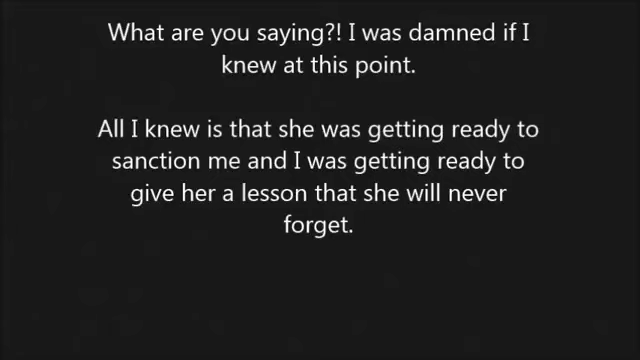 What are you saying?! I was damned if I
knew at this point.
All I knew is that she was getting ready to
sanction me and I was getting ready to
give her a lesson that she will never
forget.